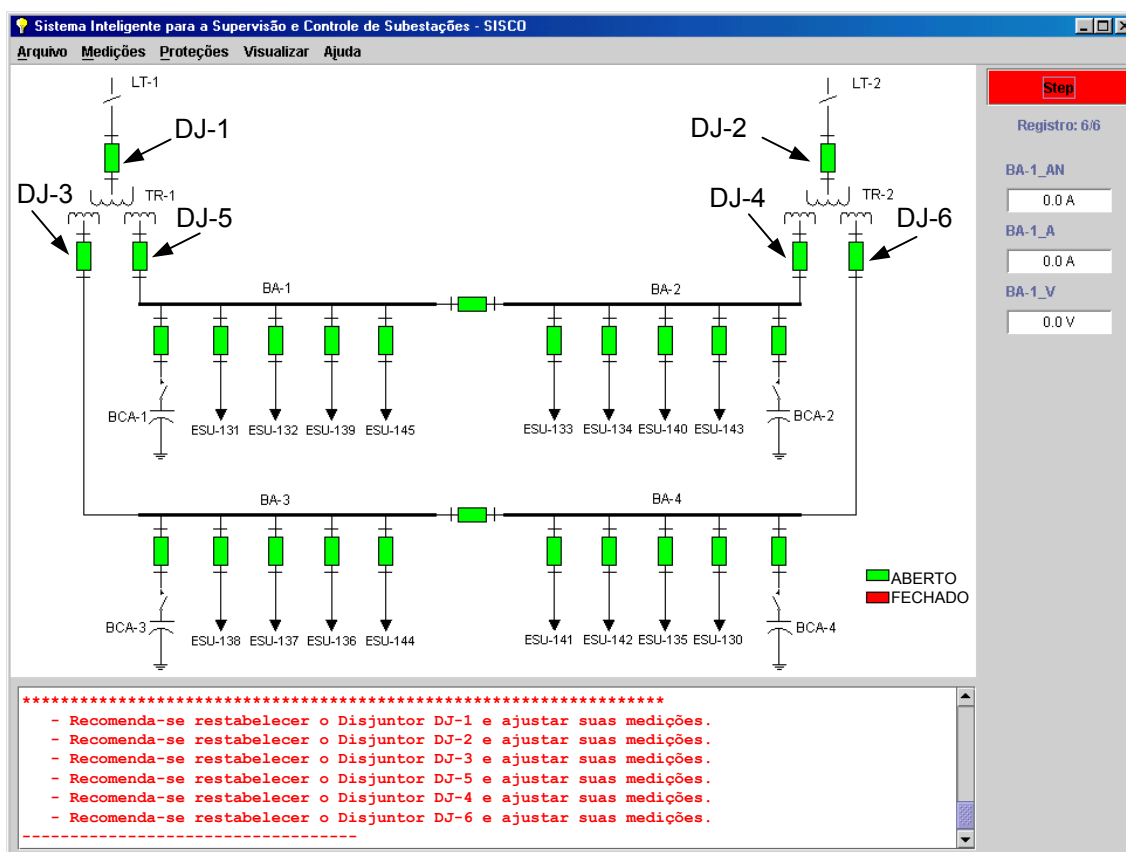 Sistema Inteligente para a Supervisão e Controle de Subestações - SISCO
Arquivo Medições Proteções Visualizar Ajuda
LT-1
LT-2
Step
Registro: 6/6
DJ-1
DJ-2
BA-1_AN
0.0 A
DJ-3
TR-1
DJ-5
DJ-4
TR-2
DJ-6
BA-1_A
0.0 A
BA-1_V
0.0 V
BA-1
BA-2
BCA-1
ESU-131 ESU-132 ESU-139 ESU-145
ESU-133 ESU-134 ESU-140 ESU-143
BCA-2
BA-3
BA-4
ABERTO
FECHADO
BCA-3
ESU-138 ESU-137 ESU-136 ESU-144
ESU-141 ESU-142 ESU-135 ESU-130
BCA-4
*******************************************************************
- Recomenda-se restabelecer o Disjuntor DJ-1 e ajustar suas medições.
- Recomenda-se restabelecer o Disjuntor DJ-2 e ajustar suas medições.
- Recomenda-se restabelecer o Disjuntor DJ-3 e ajustar suas medições.
- Recomenda-se restabelecer o Disjuntor DJ-5 e ajustar suas medições.
- Recomenda-se restabelecer o Disjuntor DJ-4 e ajustar suas medições.
- Recomenda-se restabelecer o Disjuntor DJ-6 e ajustar suas medições.
-----------------------------------